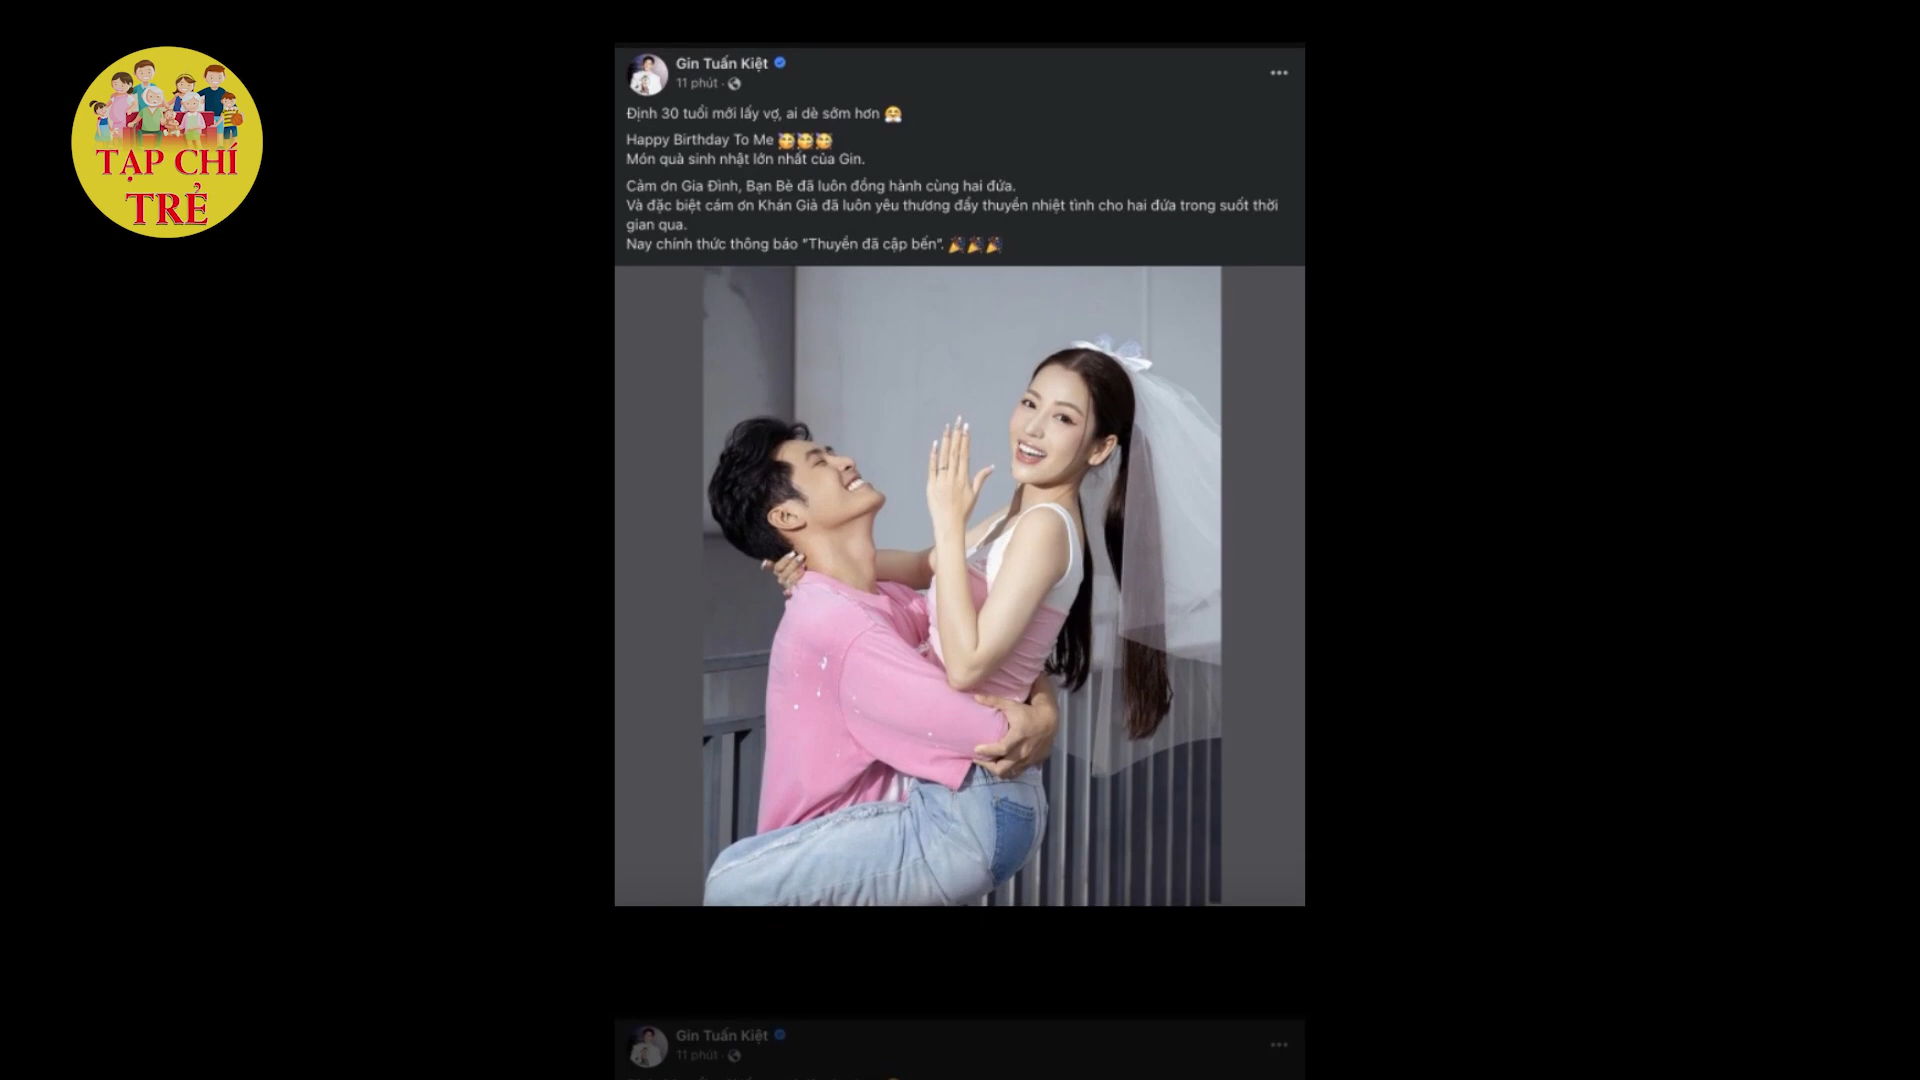 TẠP CHÍ
TRẺ
Gin Tuấn Kiệt
11 phút ·
Định 30 tuổi mới lấy vợ, ai dè sớm hơn 🤗
Happy Birthday To Me 🥳🥳🥳
Món quà sinh nhật lớn nhất của Gin.
Cảm ơn Gia Đình, Bạn Bè đã luôn đồng hành cùng hai đứa.
Và đặc biệt cám ơn Khán Giả đã luôn yêu thương đẩy thuyền nhiệt tình cho hai đứa trong suốt thời
gian qua.
Nay chính thức thông báo "Thuyền đã cập bến". 🎉🎉🎉
Gin Tuấn Kiệt
11 phút ·